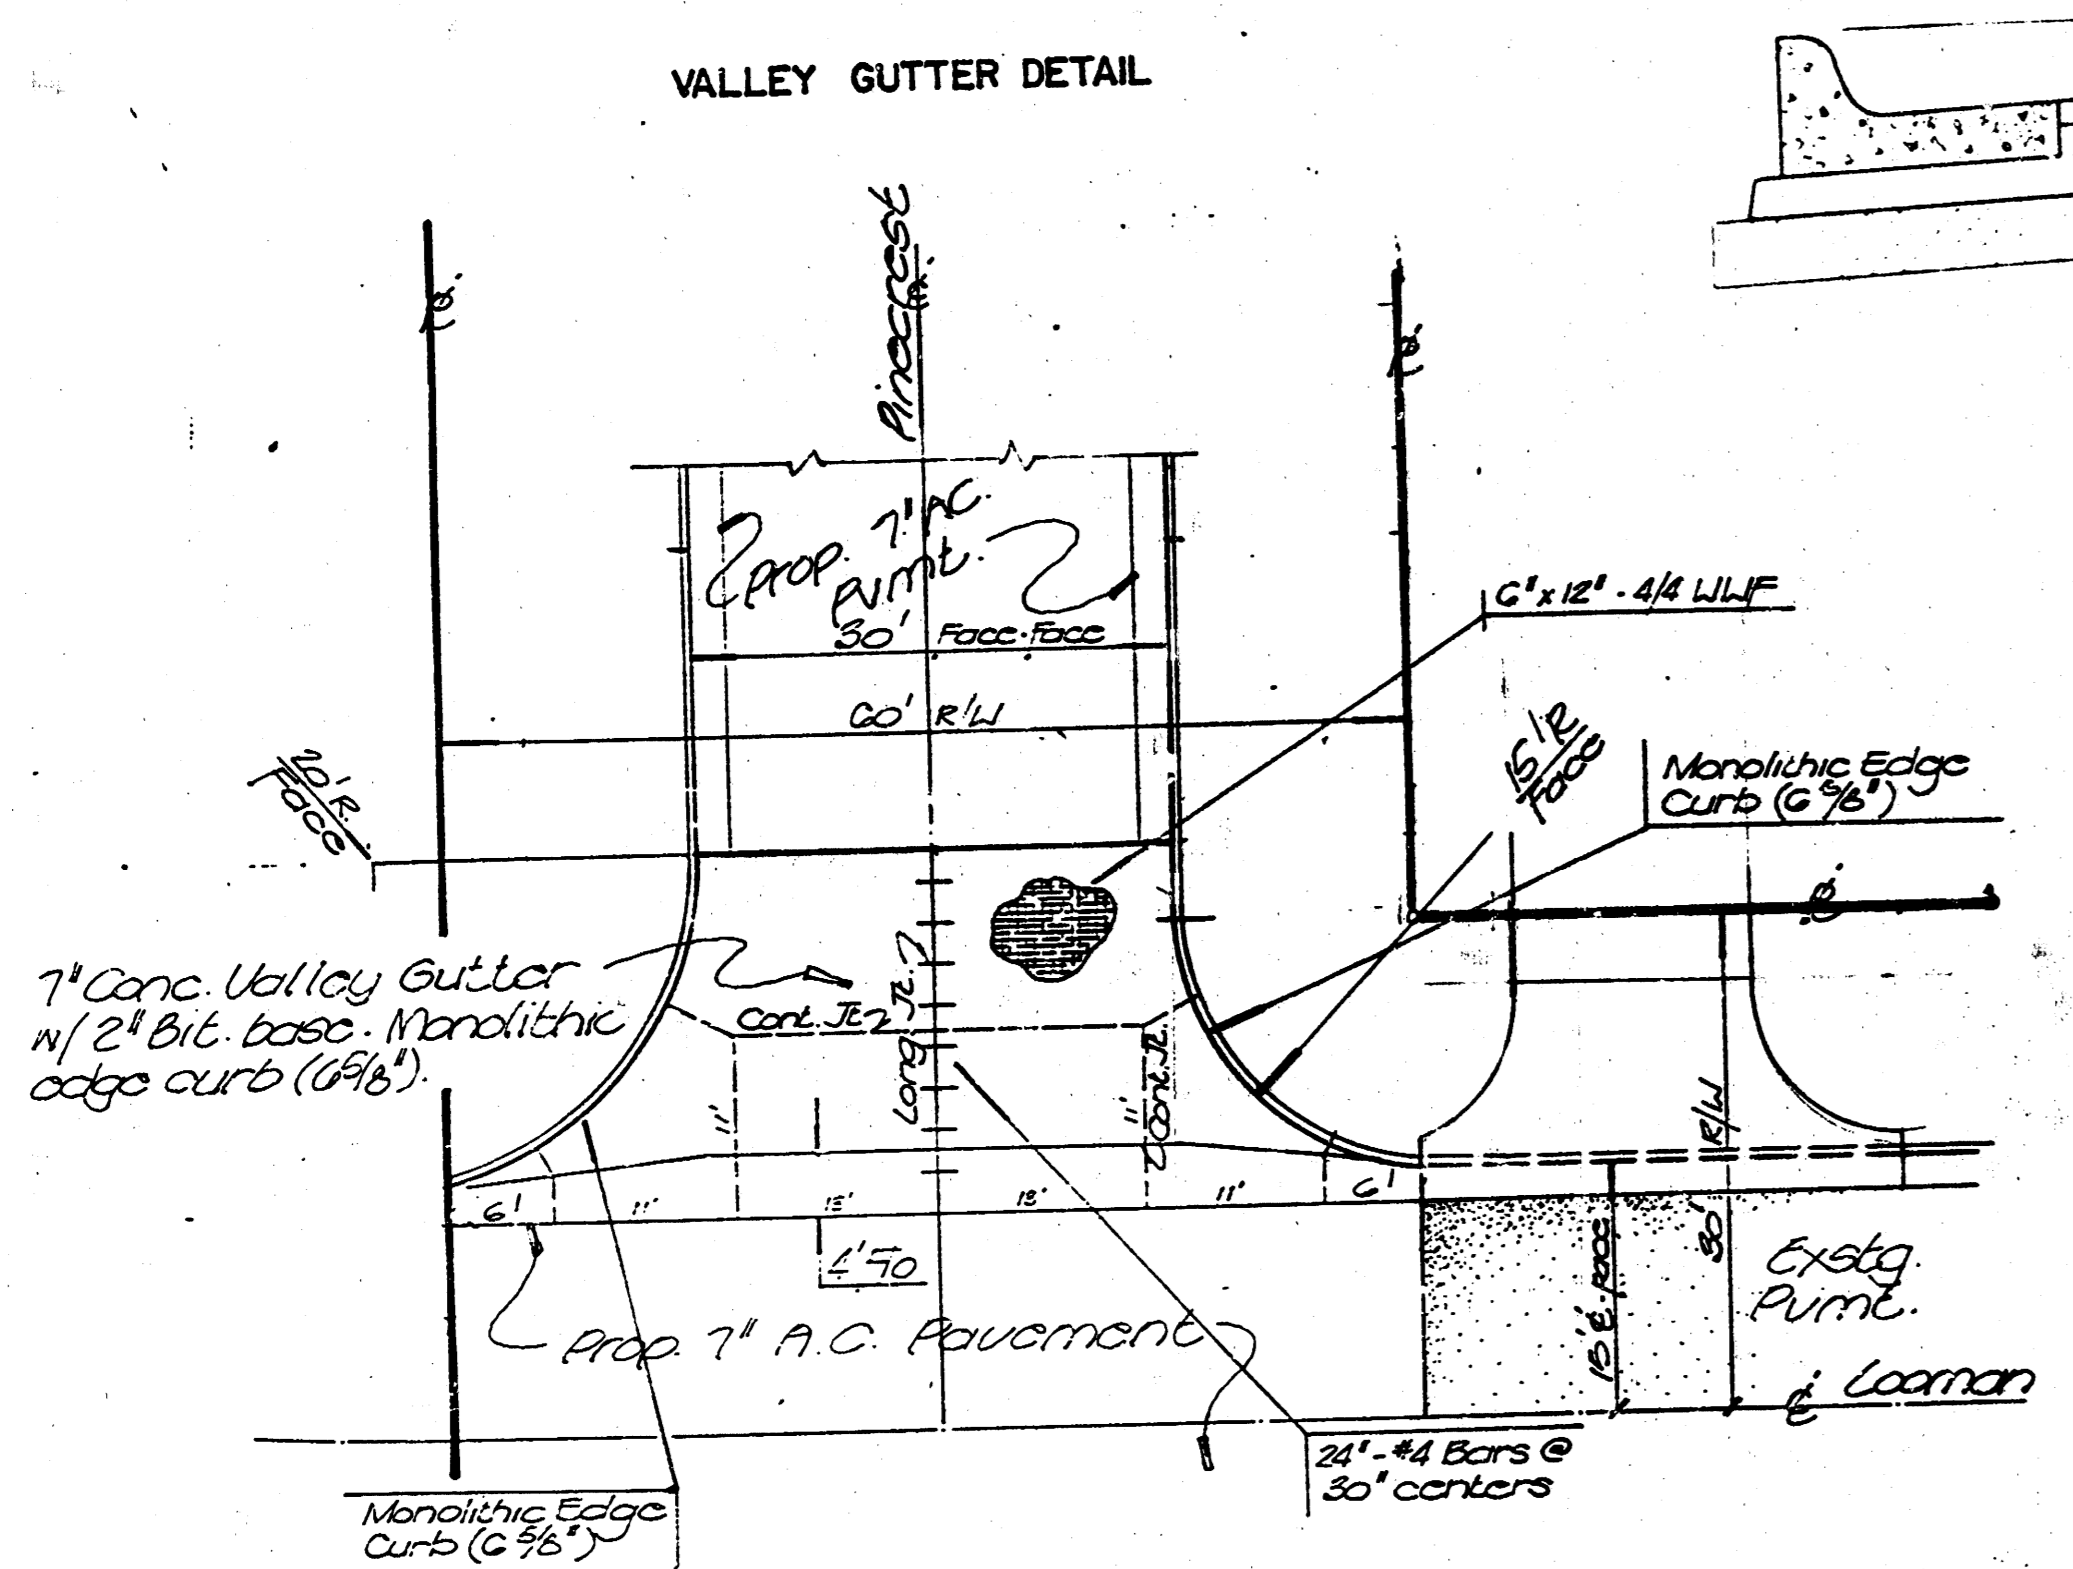 VALLEY GUTTER DETAIL
Pinecrest
Prop. 7" A.C.
Pvmt.
30' Face-Face
60' R/W
6" x 12" - 4/4 WWF
20' R.
Face
15' R
Face
Monolithic Edge
Curb (6 5/8")
7" Conc. Valley Gutter
w/ 2" Bit. base. Monolithic
edge curb (6 5/8").
Cont. Jt.
Long. Jt.
Cont. Jt.
11'
11'
R/W
30'
6'
11'
13'
11'
6'
4' TO
15' ℄-face
Exstg.
Pvmt.
Prop. 7" A.C. Pavement
℄ Looman
24" - #4 Bars @
30" centers
Monolithic Edge
Curb (6 5/8")